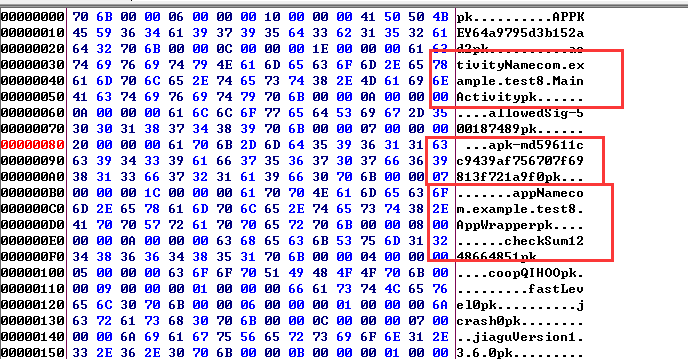 00000000 70 6B 00 00 06 00 00 00 10 00 00 00 41 50 50 4B pk..........APPK
00000010 45 59 36 34 61 39 37 39 35 64 33 62 31 35 32 61 EY64a9795d3b152a
00000020 64 32 70 6B 00 00 0C 00 00 00 1E 00 00 00 61 63 d2pk..........ac
00000030 74 69 76 69 74 79 4E 61 6D 65 63 6F 6D 2E 65 78 tivityNamecom.ex
00000040 61 6D 70 6C 65 2E 74 65 73 74 38 2E 4D 61 69 6E ample.test8.Main
00000050 41 63 74 69 76 69 74 79 70 6B 00 00 0A 00 00 00 Activitypk......
00000060 0A 00 00 00 61 6C 6C 6F 77 65 64 53 69 67 2D 35 ....allowedSig-5
00000070 30 30 31 38 37 34 38 39 70 6B 00 00 07 00 00 00 00187489pk......
00000080 20 00 00 00 61 70 6B 2D 6D 64 35 39 36 31 31 63 ...apk-md59611c
00000090 63 39 34 33 39 61 66 37 35 36 37 30 37 66 36 39 c9439af756707f69
000000A0 38 31 33 66 37 32 31 61 39 66 30 70 6B 00 00 07 813f721a9f0pk...
000000B0 00 00 00 1C 00 00 00 61 70 70 4E 61 6D 65 63 6F .......appNameco
000000C0 6D 2E 65 78 61 6D 70 6C 65 2E 74 65 73 74 38 2E m.example.test8.
000000D0 41 70 70 57 72 61 70 70 65 72 70 6B 00 00 08 00 AppWrapperpk....
000000E0 00 00 0A 00 00 00 63 68 65 63 6B 53 75 6D 31 32 ......checkSum12
000000F0 34 38 36 36 34 38 35 31 70 6B 00 00 04 00 00 00 48664851pk......
00000100 05 00 00 00 63 6F 6F 70 51 49 48 4F 4F 70 6B 00 ....coopQIHOOpk.
00000110 00 09 00 00 00 01 00 00 00 66 61 73 74 4C 65 76 .........fastLev
00000120 65 6C 30 70 6B 00 00 06 00 00 00 01 00 00 00 6A el0pk..........j
00000130 63 72 61 73 68 30 70 6B 00 00 0C 00 00 00 07 00 crash0pk........
00000140 00 00 6A 69 61 67 75 56 65 72 73 69 6F 6E 31 2E ..jiaguVersion1.
00000150 33 2E 36 2E 30 70 6B 00 00 0B 00 00 00 01 00 00 3.6.0pk.........